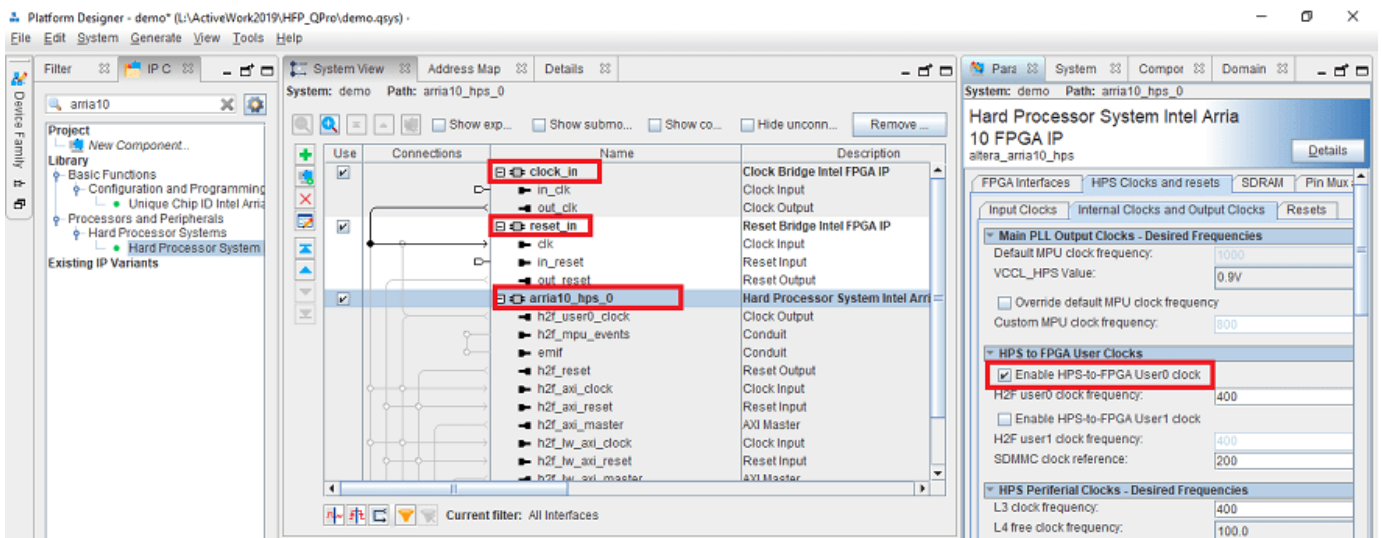 Platform Designer - demo* (L:\ActiveWork2019\HFP_QPro\demo.qsys) -
File Edit System Generate View Tools Help
Device Family
Filter
IP C
arria10
Project
New Component...
Library
Basic Functions
Configuration and Programming
Unique Chip ID Intel Arria
Processors and Peripherals
Hard Processor Systems
Hard Processor System
Existing IP Variants
System View Address Map Details
System: demo Path: arria10_hps_0
Show exp... Show submo... Show co... Hide unconn... Remove ...
Use Connections Name Description
clock_in Clock Bridge Intel FPGA IP
in_clk Clock Input
out_clk Clock Output
reset_in Reset Bridge Intel FPGA IP
clk Clock Input
in_reset Reset Input
out_reset Reset Output
arria10_hps_0 Hard Processor System Intel Arri
h2f_user0_clock Clock Output
h2f_mpu_events Conduit
emif Conduit
h2f_reset Reset Output
h2f_axi_clock Clock Input
h2f_axi_reset Reset Input
h2f_axi_master AXI Master
h2f_lw_axi_clock Clock Input
h2f_lw_axi_reset Reset Input
h2f_lw_axi_master AXI Master
Current filter: All Interfaces
Para System Compor Domain
System: demo Path: arria10_hps_0
Hard Processor System Intel Arria
10 FPGA IP
altera_arria10_hps
Details
FPGA Interfaces HPS Clocks and resets SDRAM Pin Mux
Input Clocks Internal Clocks and Output Clocks Resets
Main PLL Output Clocks - Desired Frequencies
Default MPU clock frequency: 1000
VCCL_HPS Value: 0.9V
Override default MPU clock frequency
Custom MPU clock frequency: 800
HPS to FPGA User Clocks
Enable HPS-to-FPGA User0 clock
H2F user0 clock frequency: 400
Enable HPS-to-FPGA User1 clock
H2F user1 clock frequency: 400
SDMMC clock reference: 200
HPS Periferial Clocks - Desired Frequencies
L3 clock frequency: 400
L4 free clock frequency: 100.0